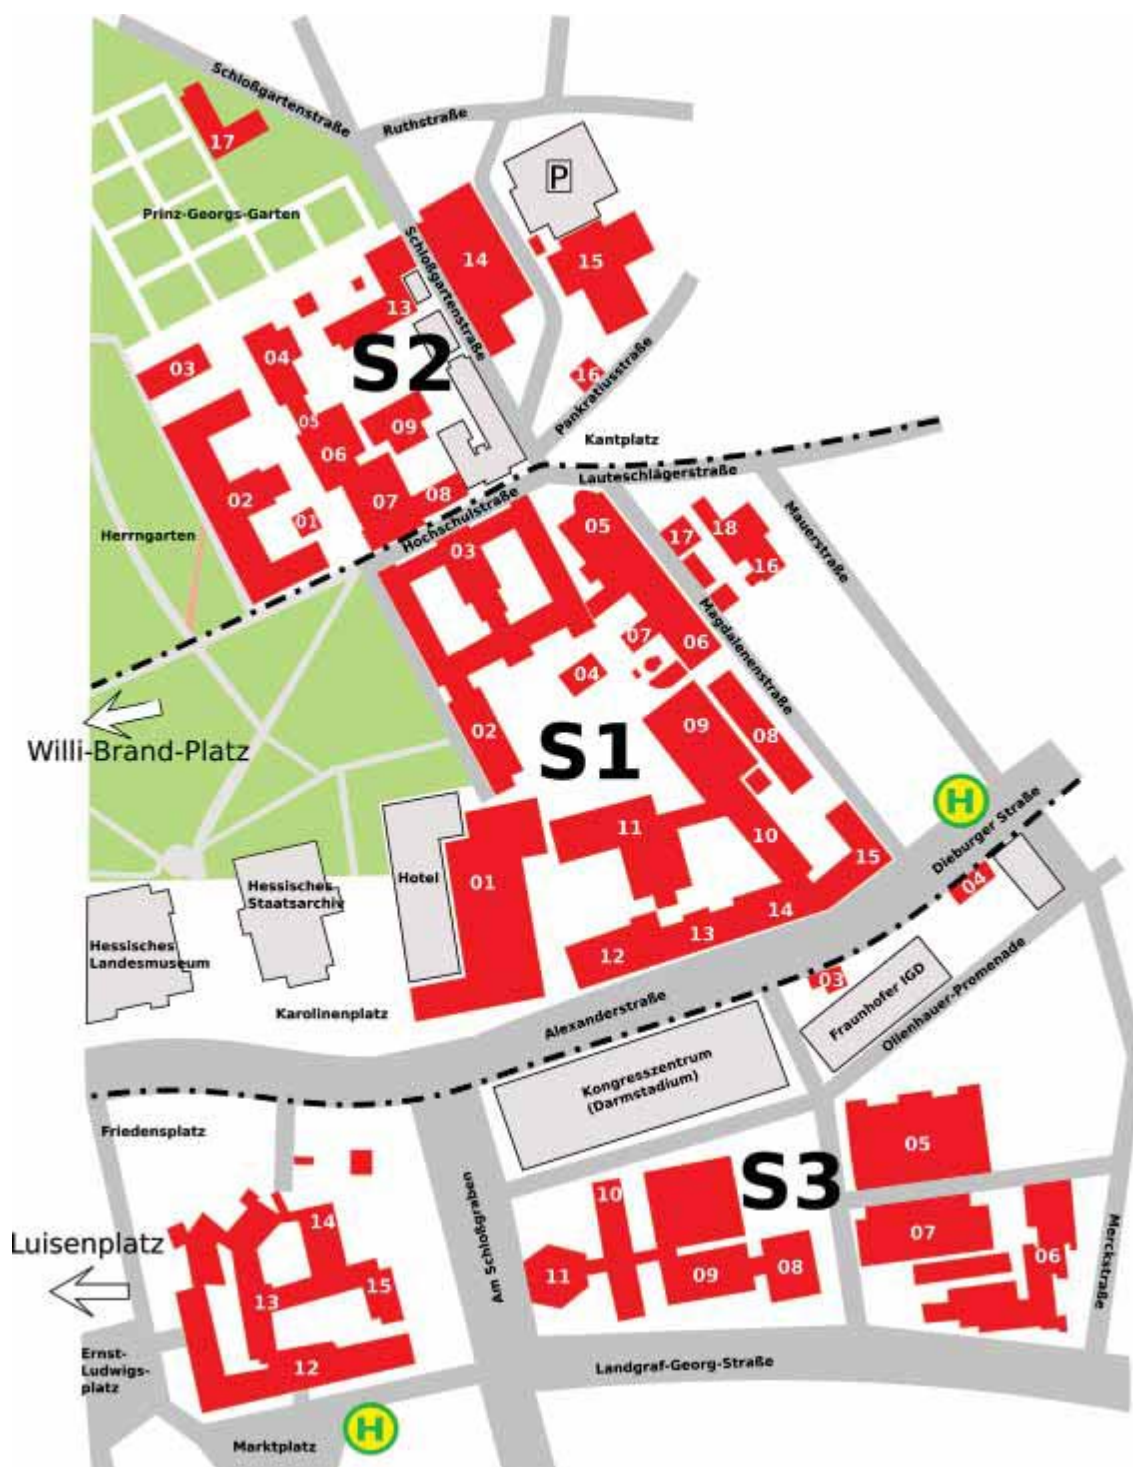 Schloßgartenstraße
Ruthstraße
17
P
Prinz-Georgs-Garten
Schloßgartenstraße
14
15
13
S2
03
04
16
Pankratiusstraße
05
09
06
Kantplatz
Lauteschlägerstraße
02
07
08
01
Hochschulstraße
Herrngarten
03
05
17
18
16
Mauerstraße
Magdalenenstraße
07
06
04
02
09
08
S1
Willi-Brand-Platz
H
Dieburger Straße
11
10
15
04
Hotel
01
Hessisches
Staatsarchiv
14
13
12
Hessisches
Landesmuseum
03
Fraunhofer IGD
Ollenhauer-Promenade
Karolinenplatz
Alexanderstraße
Kongresszentrum
(Darmstadium)
Friedensplatz
05
S3
10
14
Am Schloßgraben
07
06
Merckstraße
Luisenplatz
11
09
08
13
15
Ernst-
Ludwigs-
platz
12
Landgraf-Georg-Straße
H
Marktplatz